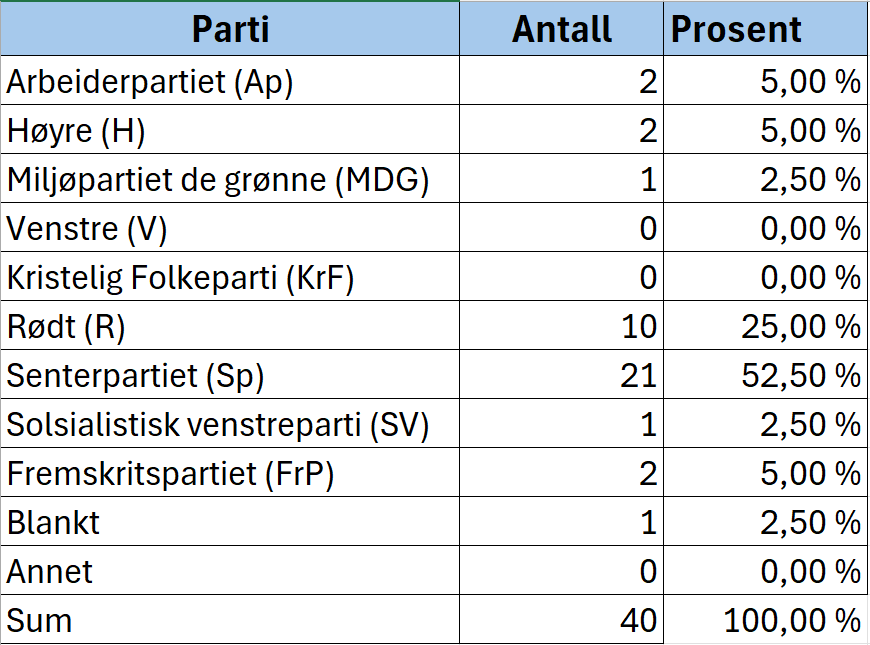 Parti Antall Prosent
Arbeiderpartiet (Ap) 2 5,00 %
Høyre (H) 2 5,00 %
Miljøpartiet de grønne (MDG) 1 2,50 %
Venstre (V) 0 0,00 %
Kristelig Folkeparti (KrF) 0 0,00 %
Rødt (R) 10 25,00 %
Senterpartiet (Sp) 21 52,50 %
Solsialistisk venstreparti (SV) 1 2,50 %
Fremskritspartiet (FrP) 2 5,00 %
Blankt 1 2,50 %
Annet 0 0,00 %
Sum 40 100,00 %